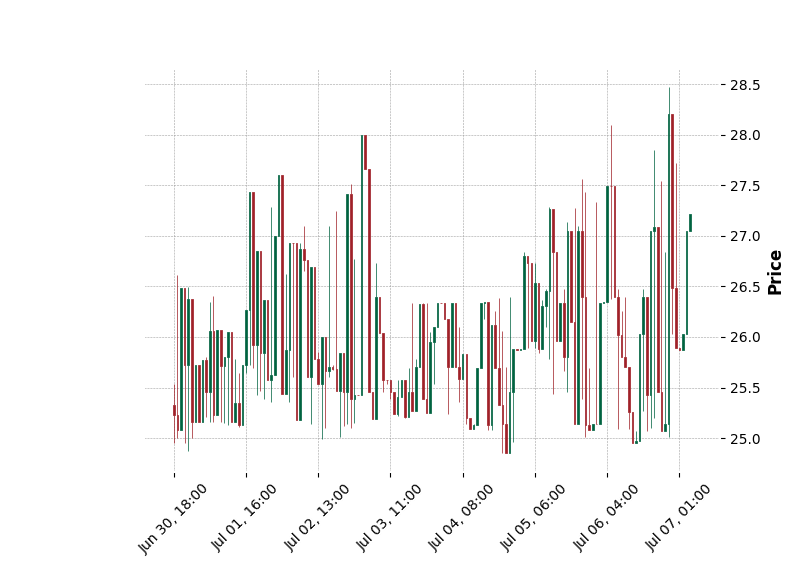 28.5
28.0
27.5
27.0
26.5
26.0
25.5
25.0
Price
Jun 30, 18:00
Jul 01, 16:00
Jul 02, 13:00
Jul 03, 11:00
Jul 04, 08:00
Jul 05, 06:00
Jul 06, 04:00
Jul 07, 01:00